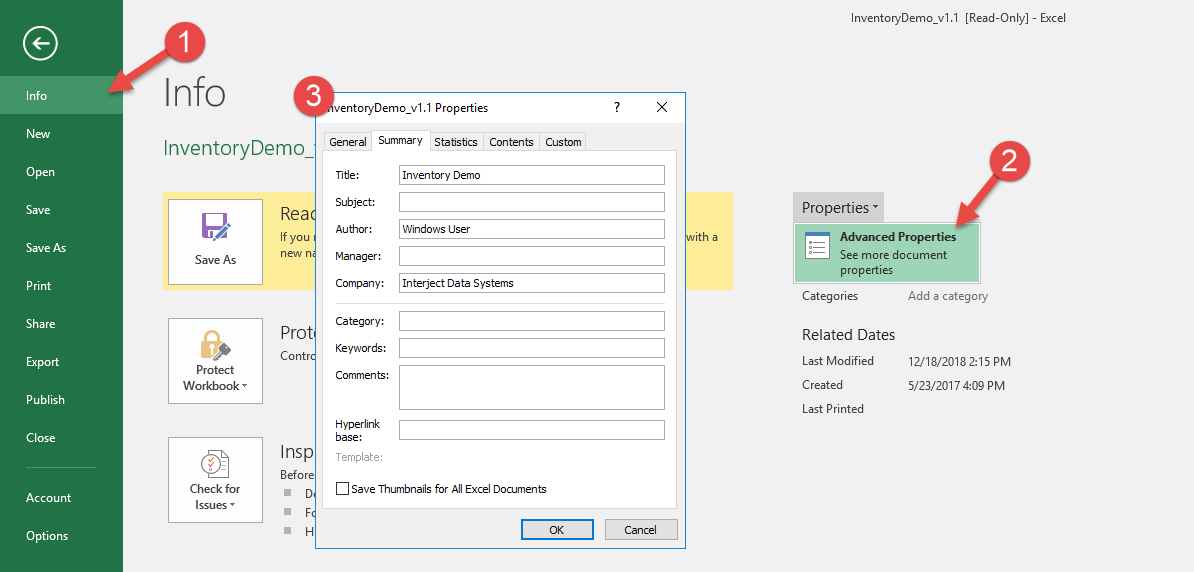 InventoryDemo_v1.1 [Read-Only] - Excel
1
Info
New
Open
Save
Save As
Print
Share
Export
Publish
Close
Account
Options
Info
InventoryDemo_
Save As
Read
If you
new na
with a
Protect
Workbook
Prote
Contro
Check for
Issues
Insp
Before
D
Fo
H
3
InventoryDemo_v1.1 Properties
?
General
Summary
Statistics
Contents
Custom
Title:
Inventory Demo
Subject:
Author:
Windows User
Manager:
Company:
Interject Data Systems
Category:
Keywords:
Comments:
Hyperlink
base:
Template:
Save Thumbnails for All Excel Documents
OK
Cancel
2
Properties
Advanced Properties
See more document
properties
Categories
Add a category
Related Dates
Last Modified
12/18/2018 2:15 PM
Created
5/23/2017 4:09 PM
Last Printed